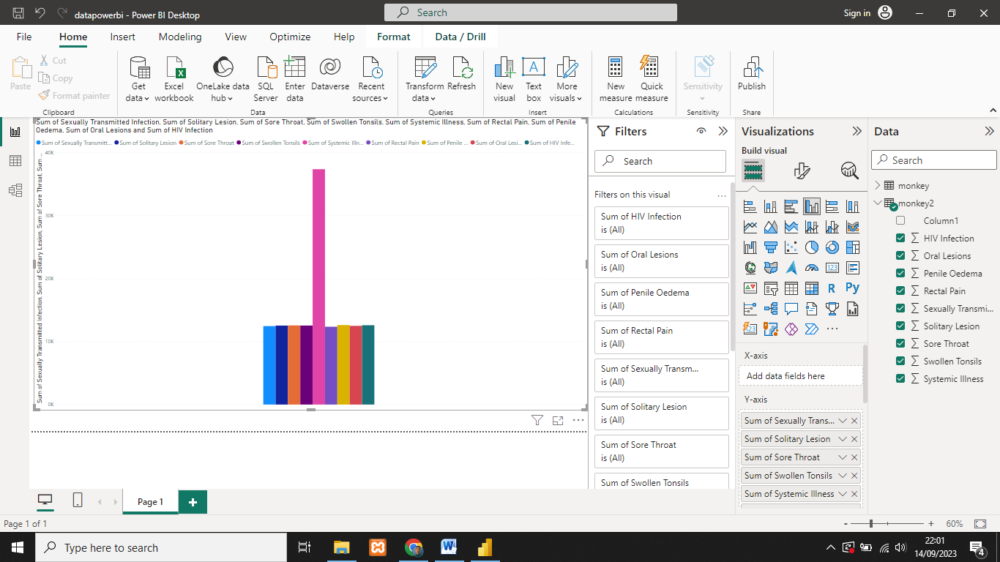 datapowerbi - Power BI Desktop
Search
Sign in
File
Home
Insert
Modeling
View
Optimize
Help
Format
Data / Drill
Paste
Cut
Copy
Format painter
Clipboard
Get data
Excel workbook
OneLake data hub
SQL Server
Enter data
Dataverse
Recent sources
Data
Transform data
Refresh
Queries
New visual
Text box
More visuals
Insert
New measure
Quick measure
Calculations
Sensitivity
Sensitivity
Publish
Share
Sum of Sexually Transmitted Infection, Sum of Solitary Lesion, Sum of Sore Throat, Sum of Swollen Tonsils, Sum of Systemic Illness, Sum of Rectal Pain, Sum of Penile
Oedema, Sum of Oral Lesions and Sum of HIV Infection
Sum of Sexually Transmitt...
Sum of Solitary Lesion
Sum of Sore Throat
Sum of Swollen Tonsils
Sum of Systemic Illn...
Sum of Rectal Pain
Sum of Penile ...
Sum of Oral Lesi...
Sum of HIV Infe...
Sum of Sexually Transmitted Infection, Sum of Solitary Lesion, Sum of Sore Throat, Sum ...
40K
30K
20K
10K
0K
Filters
Search
Filters on this visual
Sum of HIV Infection
is (All)
Sum of Oral Lesions
is (All)
Sum of Penile Oedema
is (All)
Sum of Rectal Pain
is (All)
Sum of Sexually Transm...
is (All)
Sum of Solitary Lesion
is (All)
Sum of Sore Throat
is (All)
Sum of Swollen Tonsils
Visualizations
Build visual
123
R
Py
123
X-axis
Add data fields here
Y-axis
Sum of Sexually Trans...
Sum of Solitary Lesion
Sum of Sore Throat
Sum of Swollen Tonsils
Sum of Systemic Illness
Data
Search
monkey
monkey2
Column1
HIV Infection
Oral Lesions
Penile Oedema
Rectal Pain
Sexually Transmi...
Solitary Lesion
Sore Throat
Swollen Tonsils
Systemic Illness
Page 1
Page 1 of 1
60%
Type here to search
22:01
14/09/2023
4